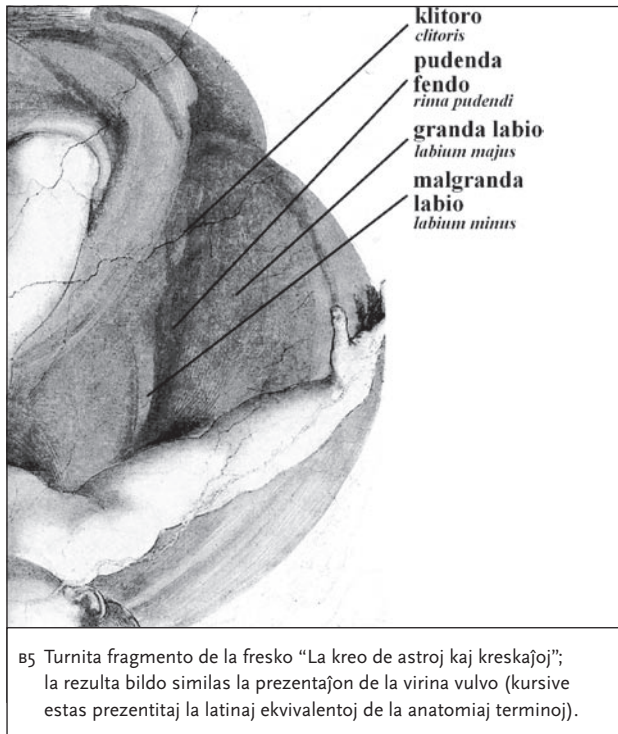 klitoro
clitoris
pudenda
fendo
rima pudendi
granda labio
labium majus
malgranda
labio
labium minus
B5 Turnita fragmento de la fresko “La kreo de astroj kaj kreskaĵoj”;
la rezulta bildo similas la prezentaĵon de la virina vulvo (kursive
estas prezentitaj la latinaj ekvivalentoj de la anatomiaj terminoj).